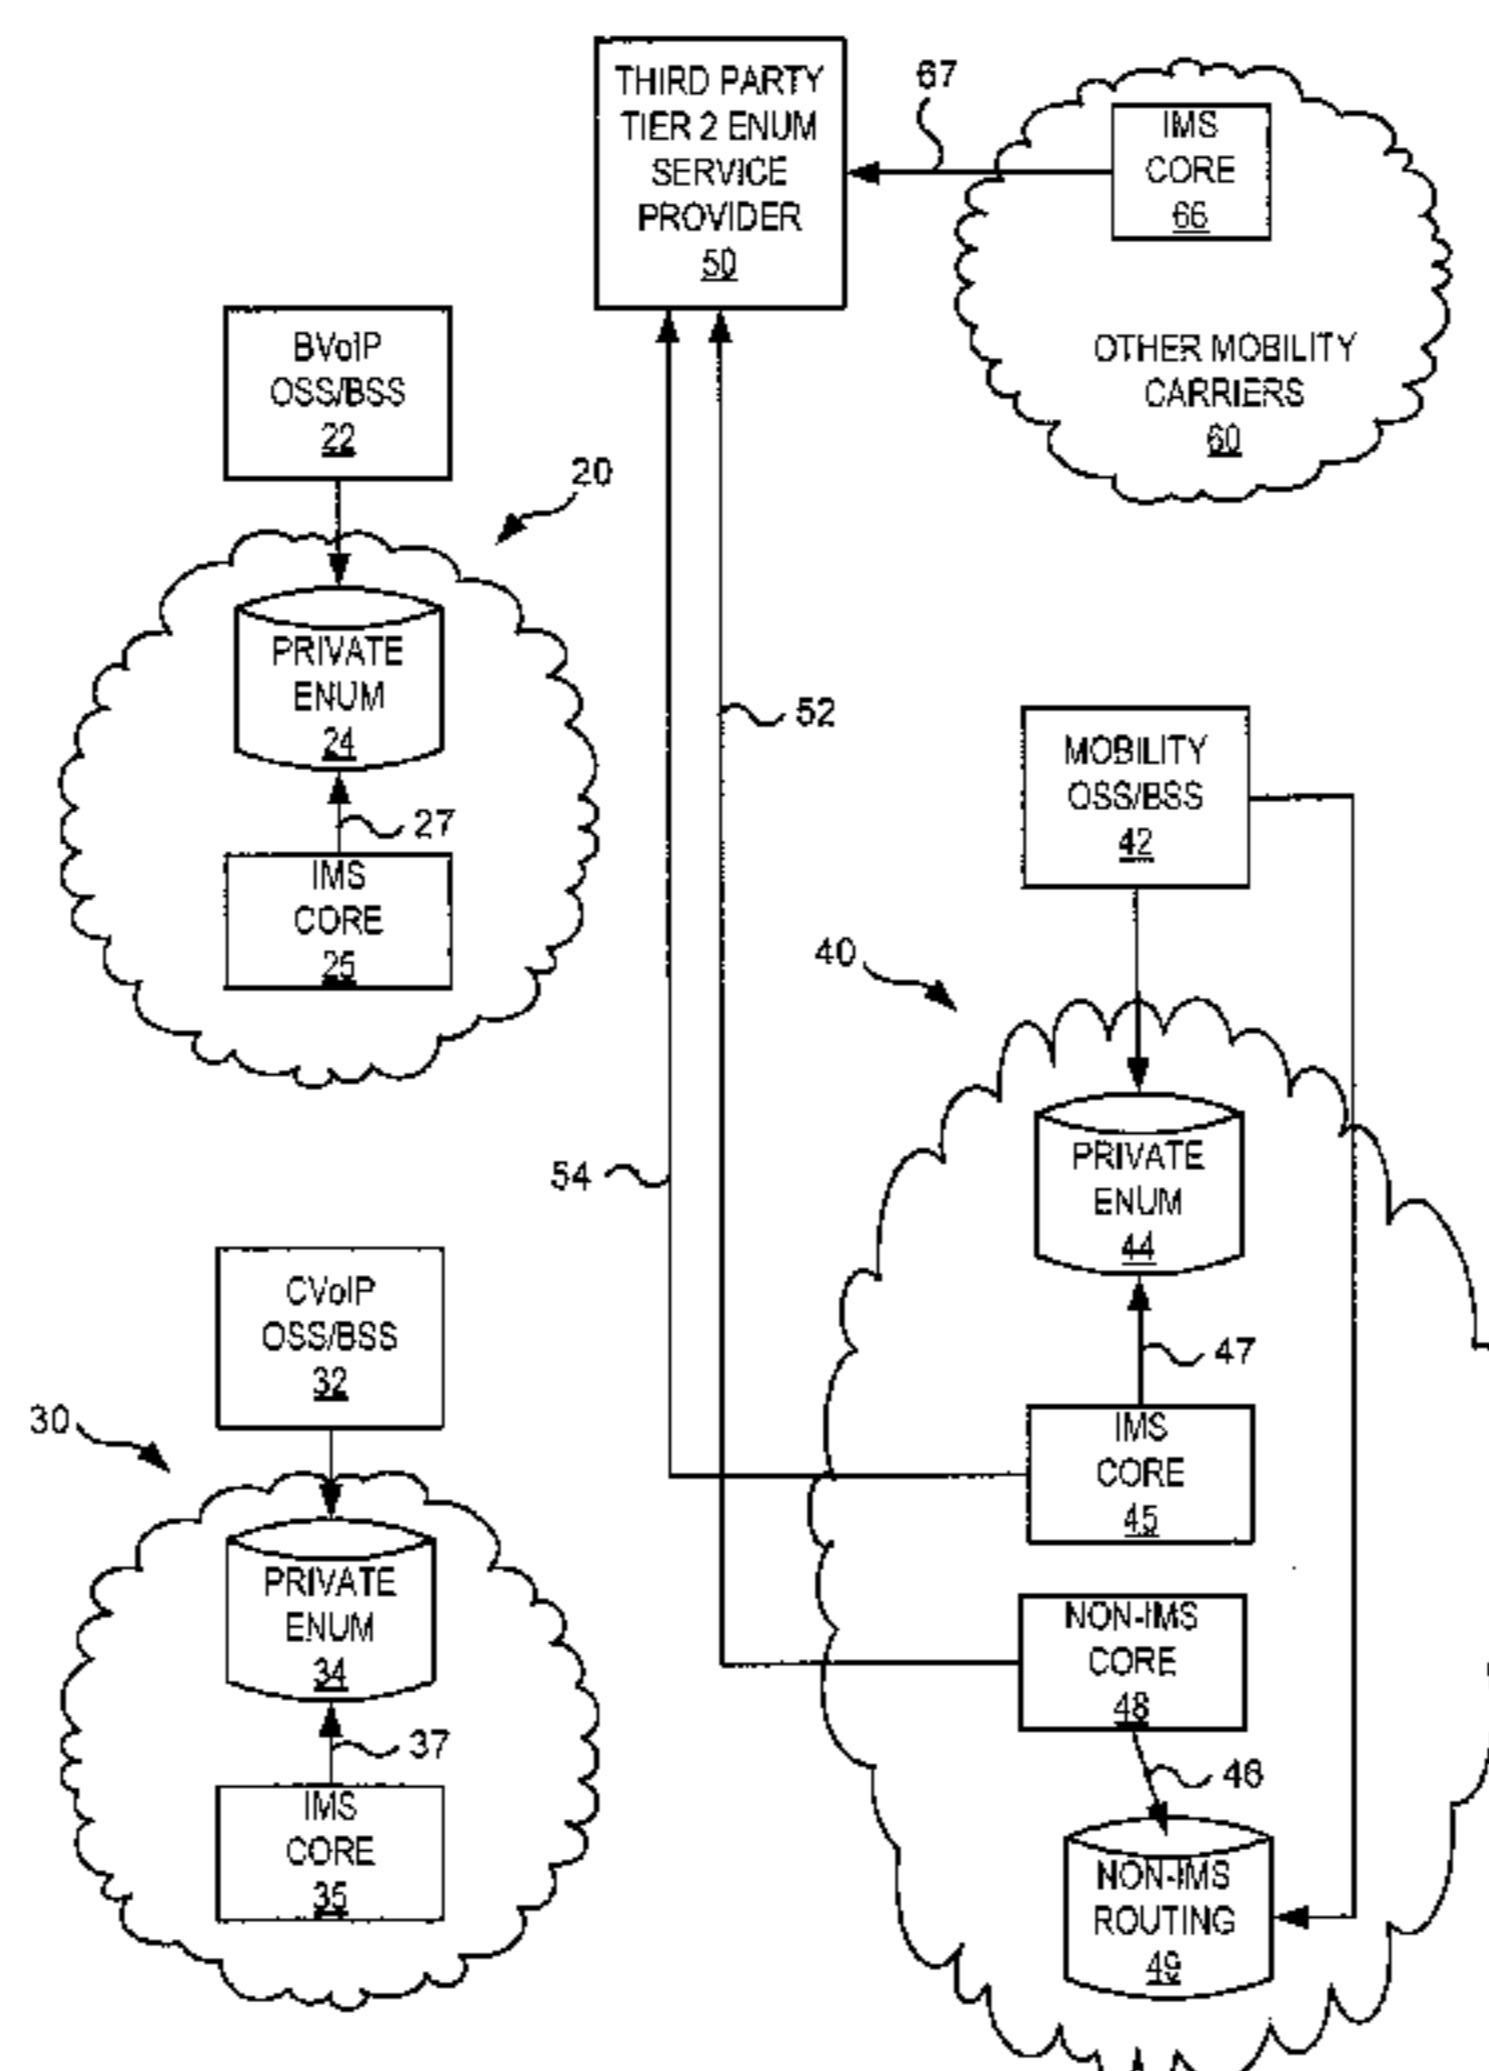 THIRD PARTY
TIER 2 ENUM
SERVICE
PROVIDER
50
67
IMS
CORE
66
OTHER MOBILITY
CARRIERS
60
BVoIP
OSS/BSS
22
20
PRIVATE
ENUM
24
27
IMS
CORE
25
52
MOBILITY
OSS/BSS
42
40
PRIVATE
ENUM
44
54
47
CVoIP
OSS/BSS
32
30
IMS
CORE
45
PRIVATE
ENUM
34
NON-IMS
CORE
48
37
46
IMS
CORE
35
NON-IMS
ROUTING
49